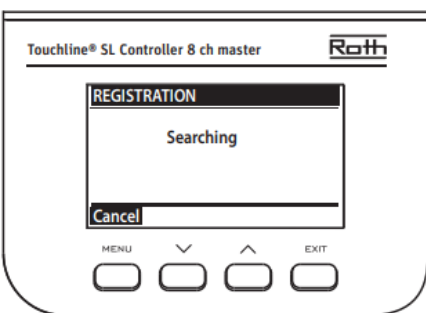 Touchline® SL Controller 8 ch master Roth
REGISTRATION
Searching
Cancel
MENU EXIT